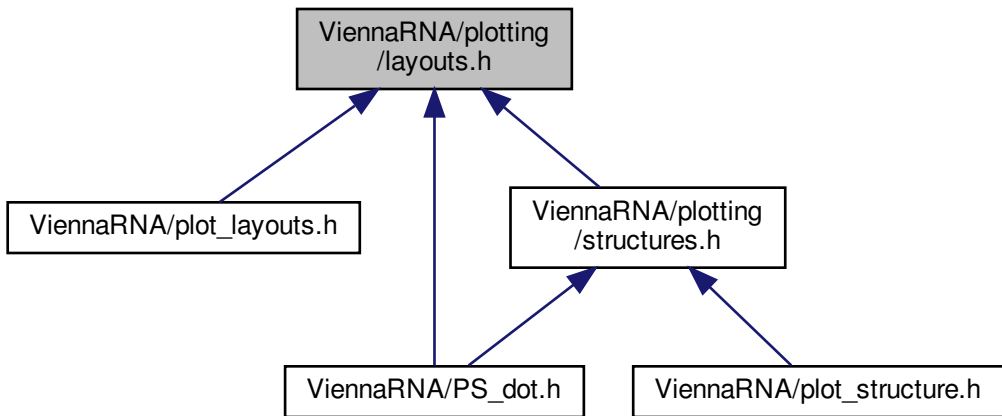 ViennaRNA/plotting
/layouts.h
ViennaRNA/plot_layouts.h
ViennaRNA/plotting
/structures.h
ViennaRNA/PS_dot.h
ViennaRNA/plot_structure.h